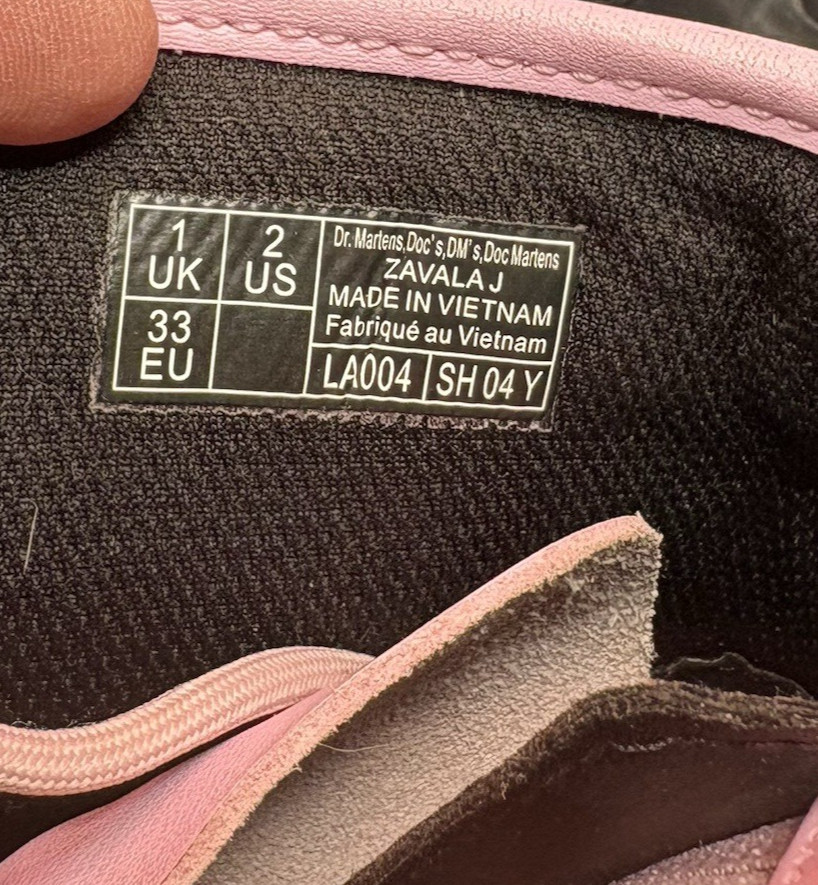 1
UK
2
US
33
EU
Dr. Martens,Doc's,DM's,Doc Martens
ZAVALA J
MADE IN VIETNAM
Fabriqué au Vietnam
LA004
SH 04 Y